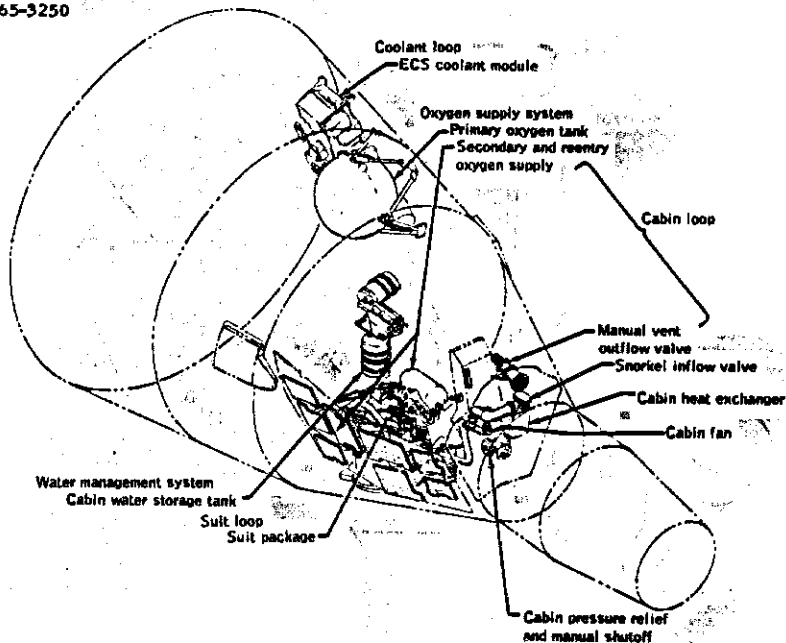 65-3250
Coolant loop
ECS coolant module
Oxygen supply system
Primary oxygen tank
Secondary and reentry
oxygen supply
Cabin loop
Manual vent
outflow valve
Snorkel inflow valve
Cabin heat exchanger
Cabin fan
Water management system
Cabin water storage tank
Suit loop
Suit package
Cabin pressure relief
and manual shutoff